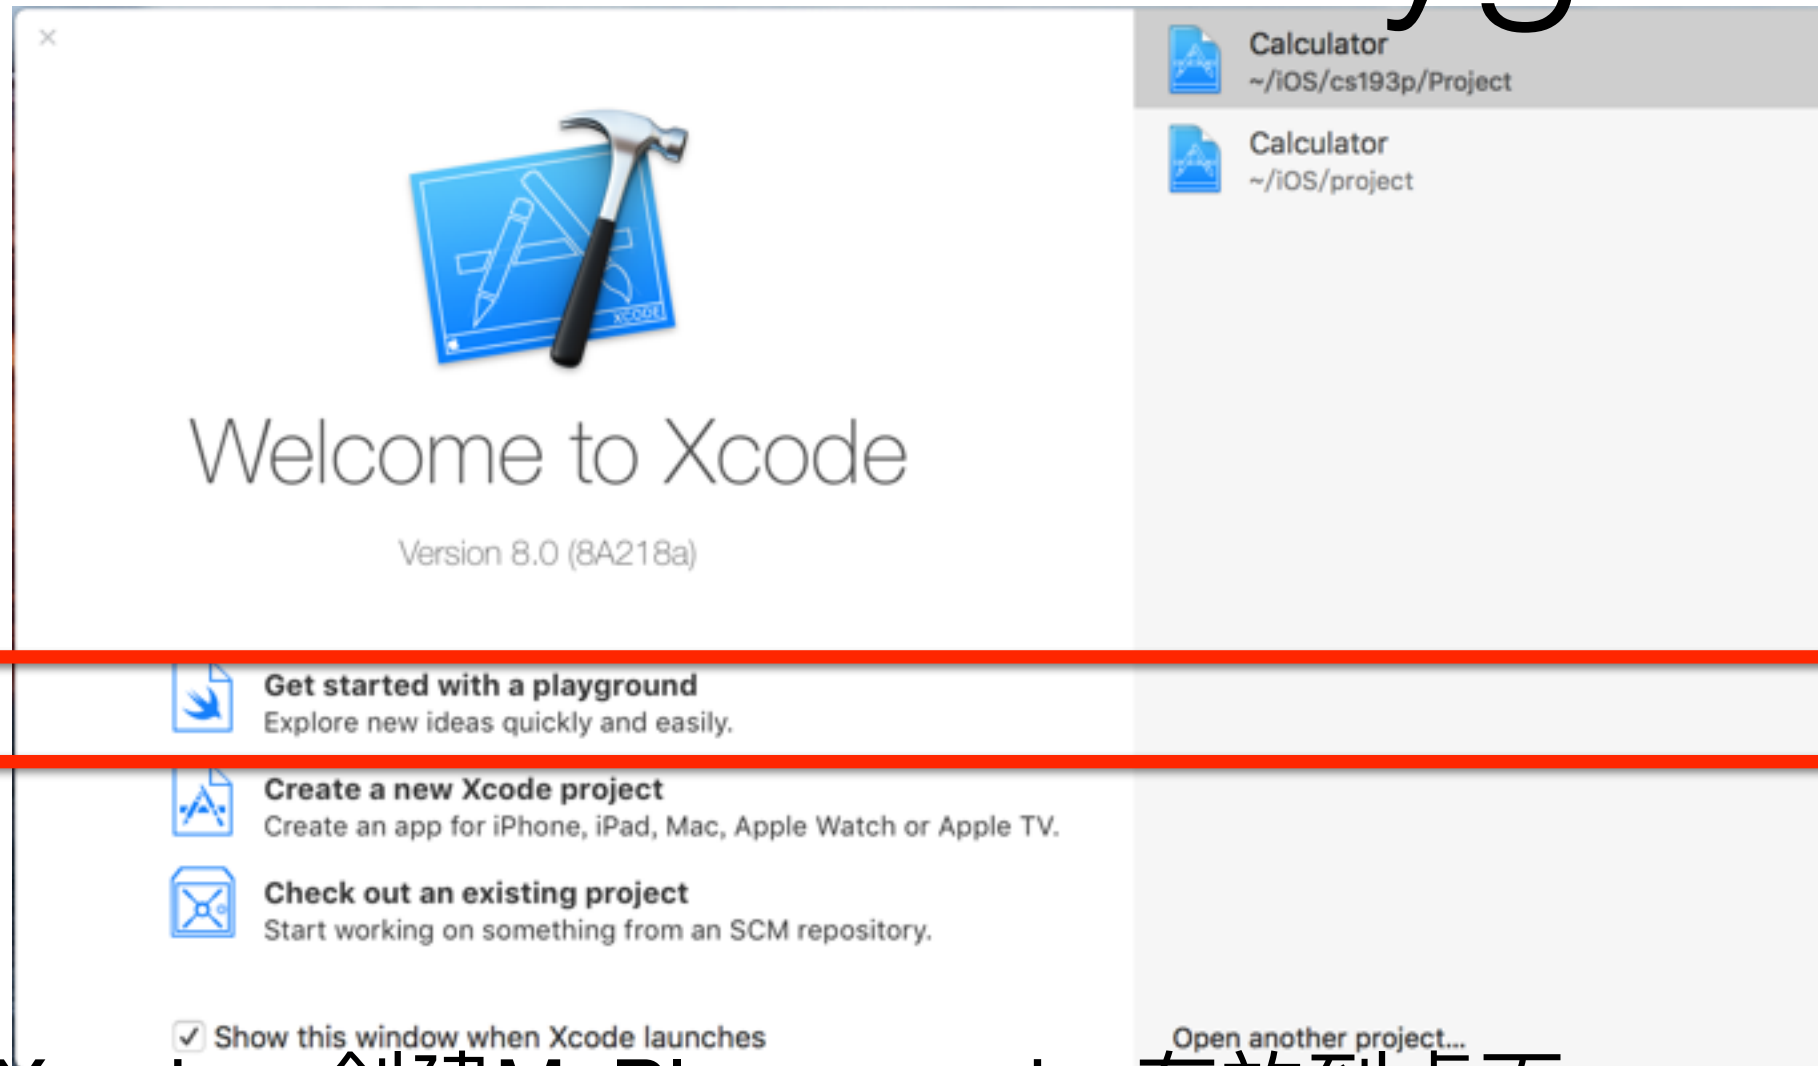 Calculator
~/iOS/cs193p/Project
Calculator
~/iOS/project
XCODE
Welcome to Xcode
Version 8.0 (8A218a)
Get started with a playground
Explore new ideas quickly and easily.
Create a new Xcode project
Create an app for iPhone, iPad, Mac, Apple Watch or Apple TV.
Check out an existing project
Start working on something from an SCM repository.
Show this window when Xcode launches
Open another project...